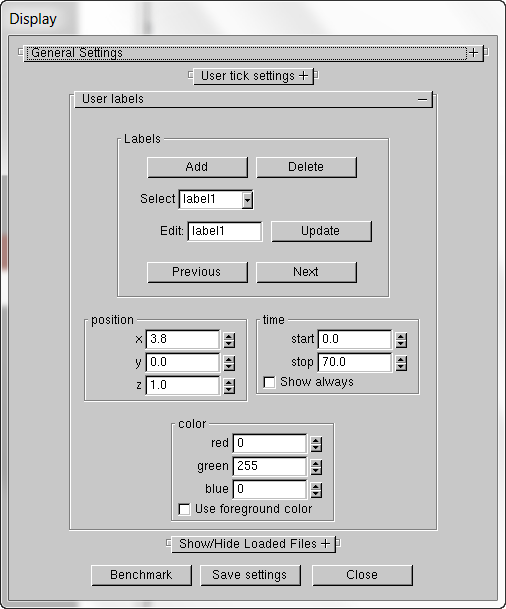 Display
General Settings +
User tick settings +
User labels −
Labels
Add Delete
Select label1
Edit: label1 Update
Previous Next
position
x 3.8
y 0.0
z 1.0
time
start 0.0
stop 70.0
Show always
color
red 0
green 255
blue 0
Use foreground color
Show/Hide Loaded Files +
Benchmark Save settings Close